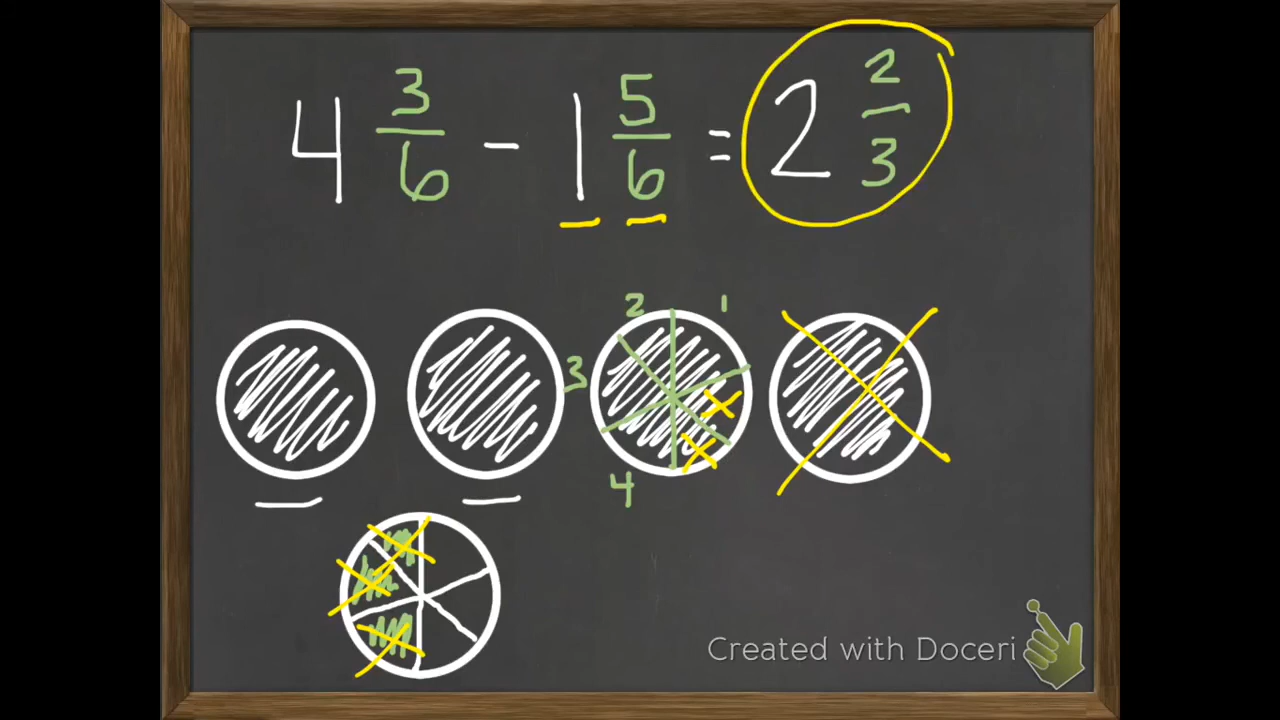 4 3/6 - 1 5/6 = 2 2/3
2 1
3
4
Created with Doceri